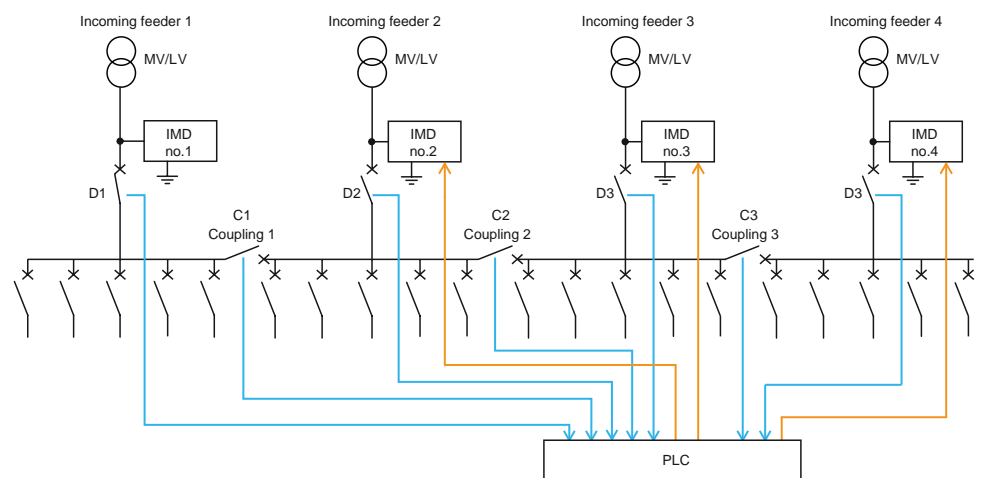 Incoming feeder 1
Incoming feeder 2
Incoming feeder 3
Incoming feeder 4
MV/LV
MV/LV
MV/LV
MV/LV
IMD
no.1
IMD
no.2
IMD
no.3
IMD
no.4
D1
D2
D3
D3
C1
Coupling 1
C2
Coupling 2
C3
Coupling 3
PLC